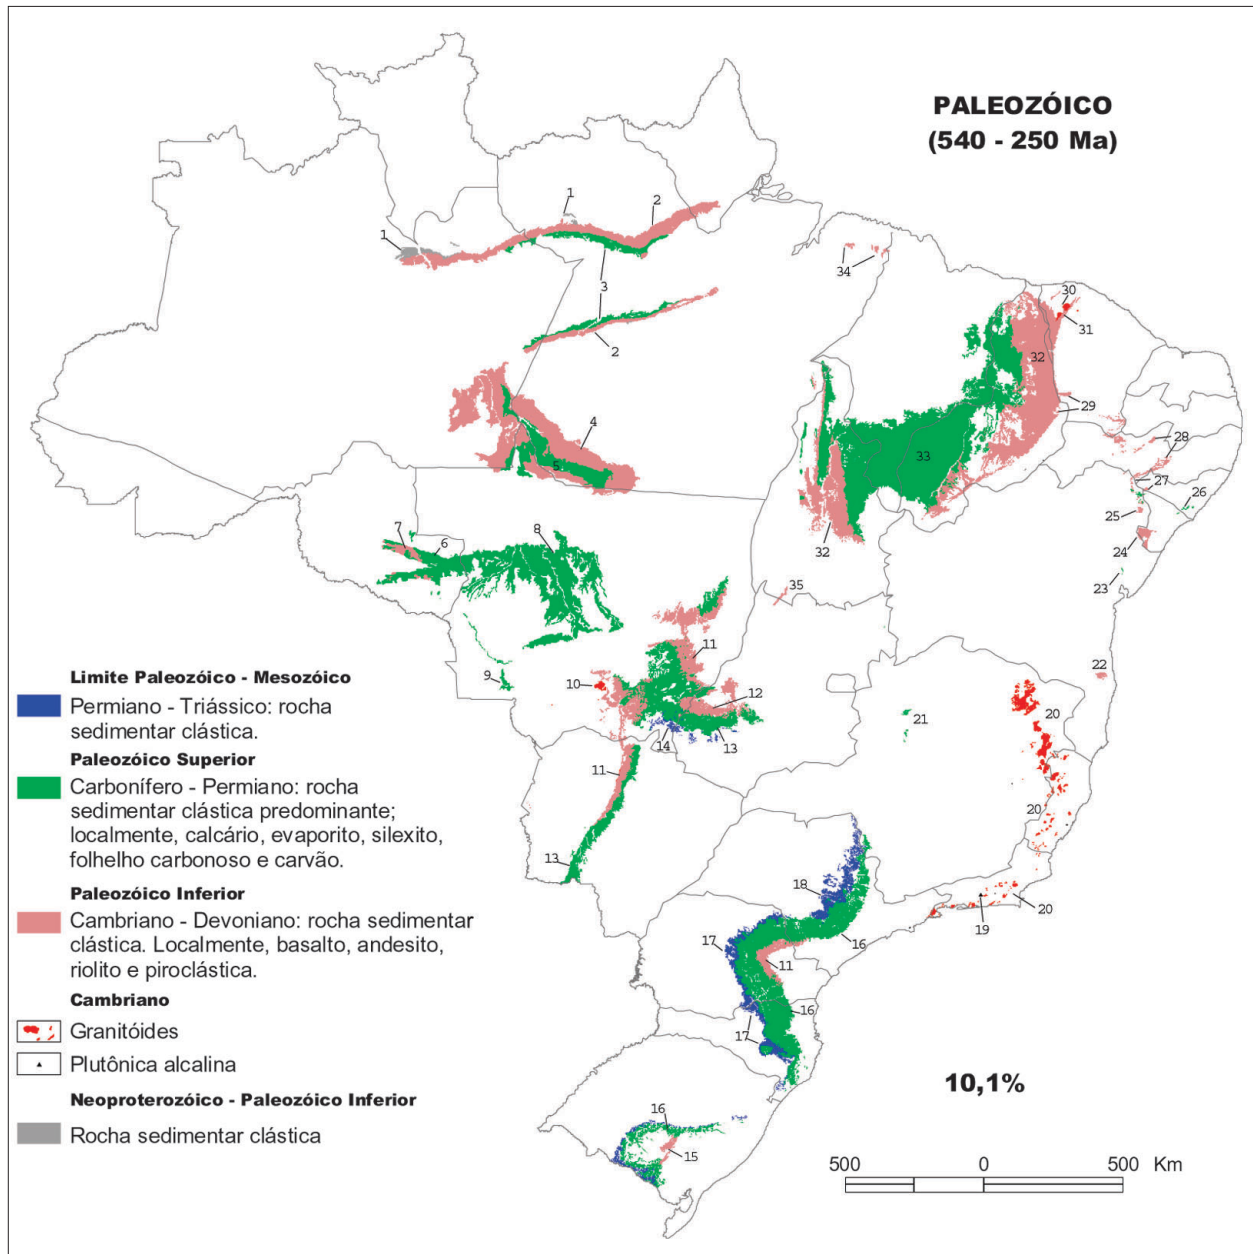 PALEOZÓICO
(540 - 250 Ma)
1
2
1
3
2
34
30
31
32
4
5
29
33
28
27
26
25
24
32
23
7
6
8
35
11
9
10
12
22
14
13
20
21
11
20
13
18
17
16
19
20
11
16
17
16
15
Limite Paleozóico - Mesozóico
Permiano - Triássico: rocha
sedimentar clástica.
Paleozóico Superior
Carbonífero - Permiano: rocha
sedimentar clástica predominante;
localmente, calcário, evaporito, silexito,
folhelho carbonoso e carvão.
Paleozóico Inferior
Cambriano - Devoniano: rocha sedimentar
clástica. Localmente, basalto, andesito,
riolito e piroclástica.
Cambriano
Granitóides
Plutônica alcalina
Neoproterozóico - Paleozóico Inferior
Rocha sedimentar clástica
10,1%
500 0 500 Km